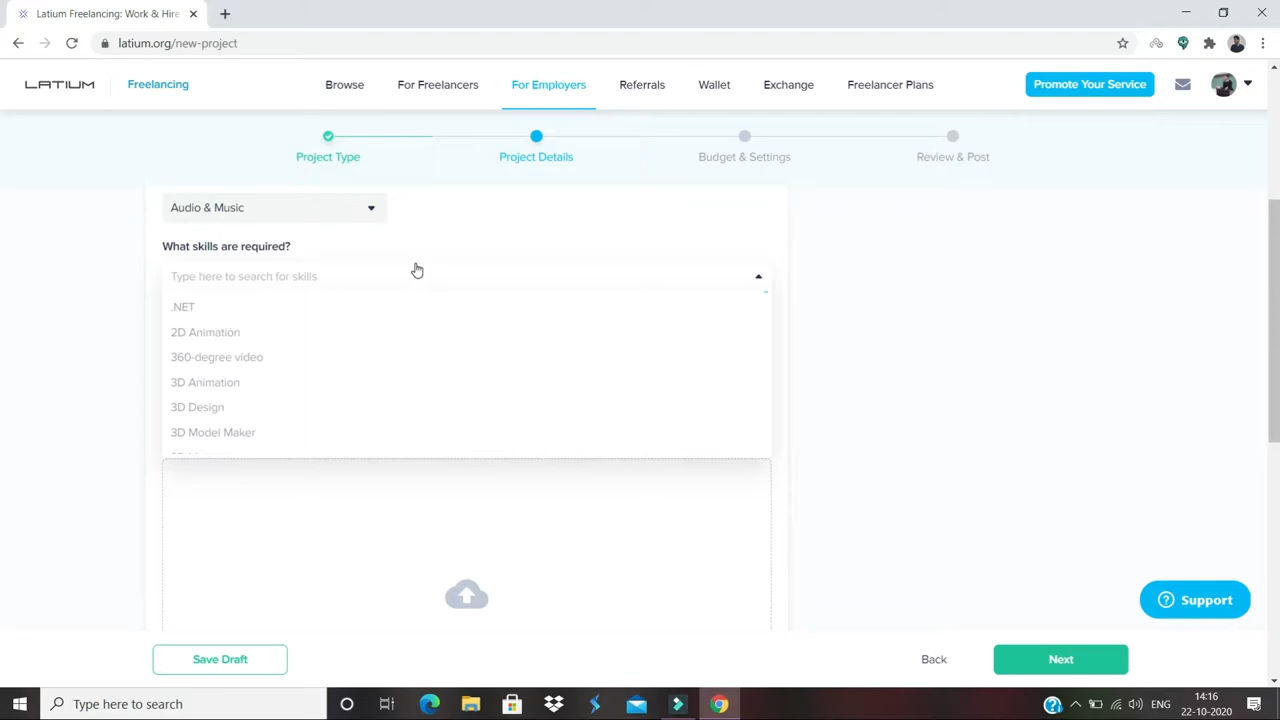 Latium Freelancing: Work & Hire
latium.org/new-project
LATIUM
Freelancing
Browse
For Freelancers
For Employers
Referrals
Wallet
Exchange
Freelancer Plans
Promote Your Service
Project Type
Project Details
Budget & Settings
Review & Post
Audio & Music
What skills are required?
Type here to search for skills
.NET
2D Animation
360-degree video
3D Animation
3D Design
3D Model Maker
Support
Save Draft
Back
Next
Type here to search
ENG
14:16
22-10-2020